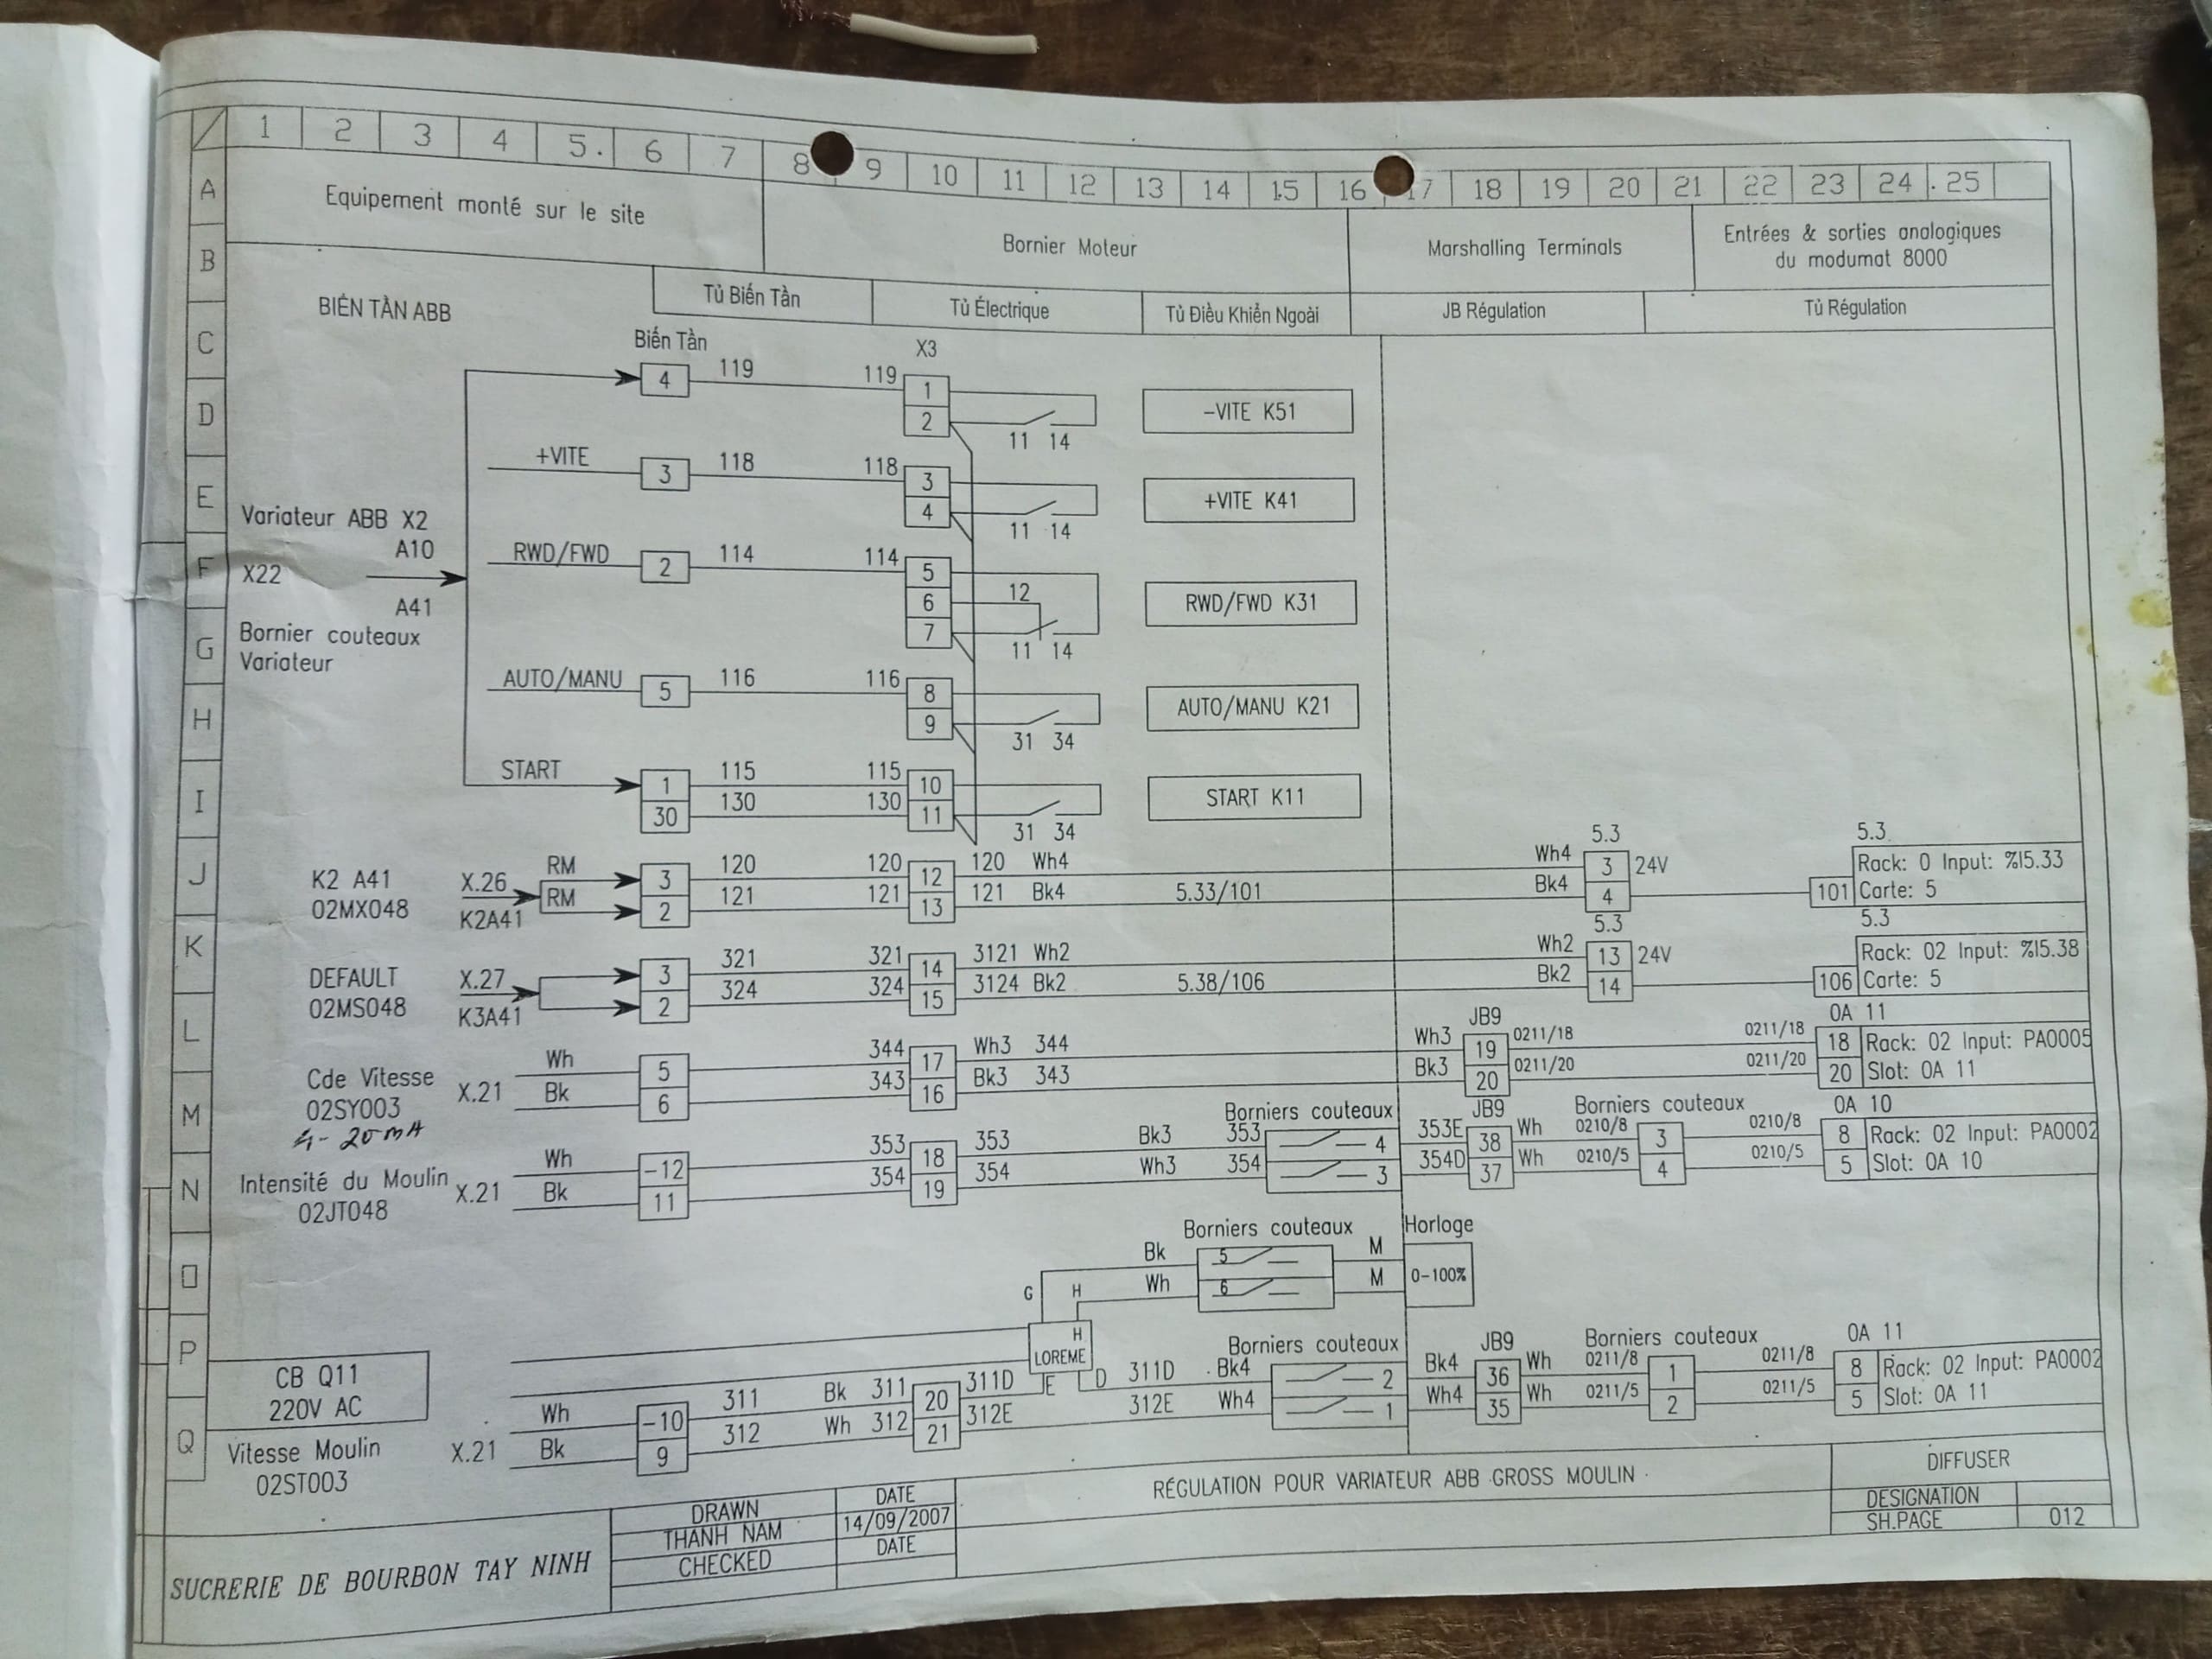 1 2 3 4 5. 6 7 8 9 10 11 12 13 14 15 16 17 18 19 20 21 22 23 24 . 25
A
B
C
D
E
F
G
H
I
J
K
L
M
N
O
P
Q
Equipement monté sur le site
Bornier Moteur
Marshalling Terminals
Entrées & sorties analogiques
du modumat 8000
BIẾN TẦN ABB
Tủ Biến Tần
Tủ Électrique
Tủ Điều Khiển Ngoài
JB Régulation
Tủ Régulation
Biến Tần
X3
4 119 119 1
2
11 14
-VITE K51
+VITE 3 118 118 3
4
11 14
+VITE K41
Variateur ABB X2
A10
X22
A41
Bornier couteaux
Variateur
RWD/FWD 2 114 114 5
6 12
7
11 14
RWD/FWD K31
AUTO/MANU 5 116 116 8
9
31 34
AUTO/MANU K21
START 1 115 115 10
30 130 130 11
31 34
START K11
K2 A41
02MX048
X.26
K2A41
RM 3 120 120 12 120 Wh4
RM 2 121 121 13 121 Bk4 5.33/101
5.3
Wh4 3 24V
Bk4 4
101
5.3
Rack: 0 Input: %I5.33
Carte: 5
DEFAULT
02MS048
X.27
K3A41
3 321 321 14 3121 Wh2
2 324 324 15 3124 Bk2 5.38/106
5.3
Wh2 13 24V
Bk2 14
106
5.3
Rack: 02 Input: %I5.38
Carte: 5
Cde Vitesse
02SY003
4-20mA
X.21
Wh 5 344 17 Wh3 344
Bk 6 343 16 Bk3 343
JB9
Wh3 19 0211/18 0211/18 18
Bk3 20 0211/20 0211/20 20
OA 11
Rack: 02 Input: PA0005
Slot: OA 11
Intensité du Moulin
02JT048
X.21
Wh -12 353 18 353 Bk3 353
Bk 11 354 19 354 Wh3 354
Borniers couteaux
4
3
JB9
353E 38 Wh 0210/8
354D 37 Wh 0210/5
Borniers couteaux
3 0210/8 8
4 0210/5 5
OA 10
Rack: 02 Input: PA0002
Slot: OA 10
Borniers couteaux
G H Bk 5 M
Wh 6 M
Horloge
0-100%
H
LOREME
E D
CB Q11
220V AC
Vitesse Moulin
02ST003
X.21
Wh -10 311 Bk 311 20 311D 311D Bk4
Bk 9 312 Wh 312 21 312E 312E Wh4
Borniers couteaux
2
1
JB9
Bk4 36 Wh 0211/8
Wh4 35 Wh 0211/5
Borniers couteaux
1 0211/8 8
2 0211/5 5
OA 11
Rack: 02 Input: PA0002
Slot: OA 11
SUCRERIE DE BOURBON TAY NINH
DRAWN
THANH NAM
CHECKED
DATE
14/09/2007
DATE
RÉGULATION POUR VARIATEUR ABB GROSS MOULIN
DIFFUSER
DESIGNATION
SH.PAGE 012